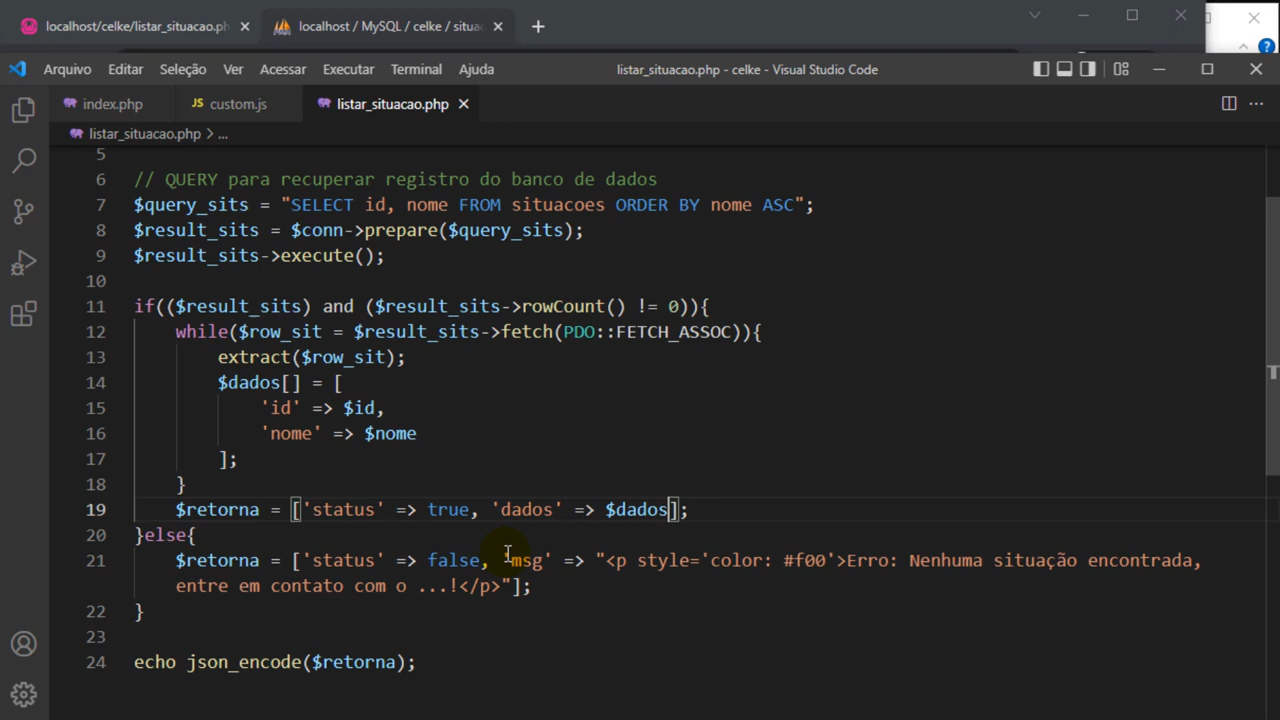 localhost/celke/listar_situacao.ph
localhost / MySQL / celke / situa
Arquivo Editar Seleção Ver Acessar Executar Terminal Ajuda
listar_situacao.php - celke - Visual Studio Code
index.php
JS custom.js
listar_situacao.php
listar_situacao.php > ...
5
6 // QUERY para recuperar registro do banco de dados
7 $query_sits = "SELECT id, nome FROM situacoes ORDER BY nome ASC";
8 $result_sits = $conn->prepare($query_sits);
9 $result_sits->execute();
10
11 if(($result_sits) and ($result_sits->rowCount() != 0)){
12 while($row_sit = $result_sits->fetch(PDO::FETCH_ASSOC)){
13 extract($row_sit);
14 $dados[] = [
15 'id' => $id,
16 'nome' => $nome
17 ];
18 }
19 $retorna = ['status' => true, 'dados' => $dados];
20 }else{
21 $retorna = ['status' => false, 'msg' => "<p style='color: #f00'>Erro: Nenhuma situação encontrada,
entre em contato com o ...!</p>"];
22 }
23
24 echo json_encode($retorna);